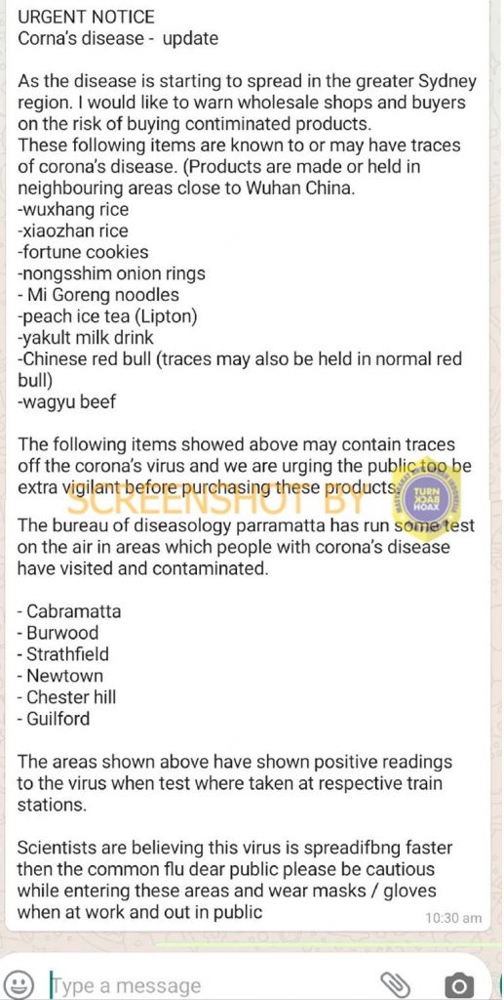 URGENT NOTICE
Corna's disease - update
As the disease is starting to spread in the greater Sydney
region. I would like to warn wholesale shops and buyers
on the risk of buying contiminated products.
These following items are known to or may have traces
of corona's disease. (Products are made or held in
neighbouring areas close to Wuhan China.
-wuxhang rice
-xiaozhan rice
-fortune cookies
-nongsshim onion rings
- Mi Goreng noodles
-peach ice tea (Lipton)
-yakult milk drink
-Chinese red bull (traces may also be held in normal red
bull)
-wagyu beef
The following items showed above may contain traces
off the corona's virus and we are urging the public too be
extra vigilant before purchasing these products.
SCREENSHOT BY
TURN
BACK
HOAX
The bureau of diseasology parramatta has run some test
on the air in areas which people with corona's disease
have visited and contaminated.
- Cabramatta
- Burwood
- Strathfield
- Newtown
- Chester hill
- Guilford
The areas shown above have shown positive readings
to the virus when test where taken at respective train
stations.
Scientists are believing this virus is spreadifbng faster
then the common flu dear public please be cautious
while entering these areas and wear masks / gloves
when at work and out in public
10:30 am
Type a message